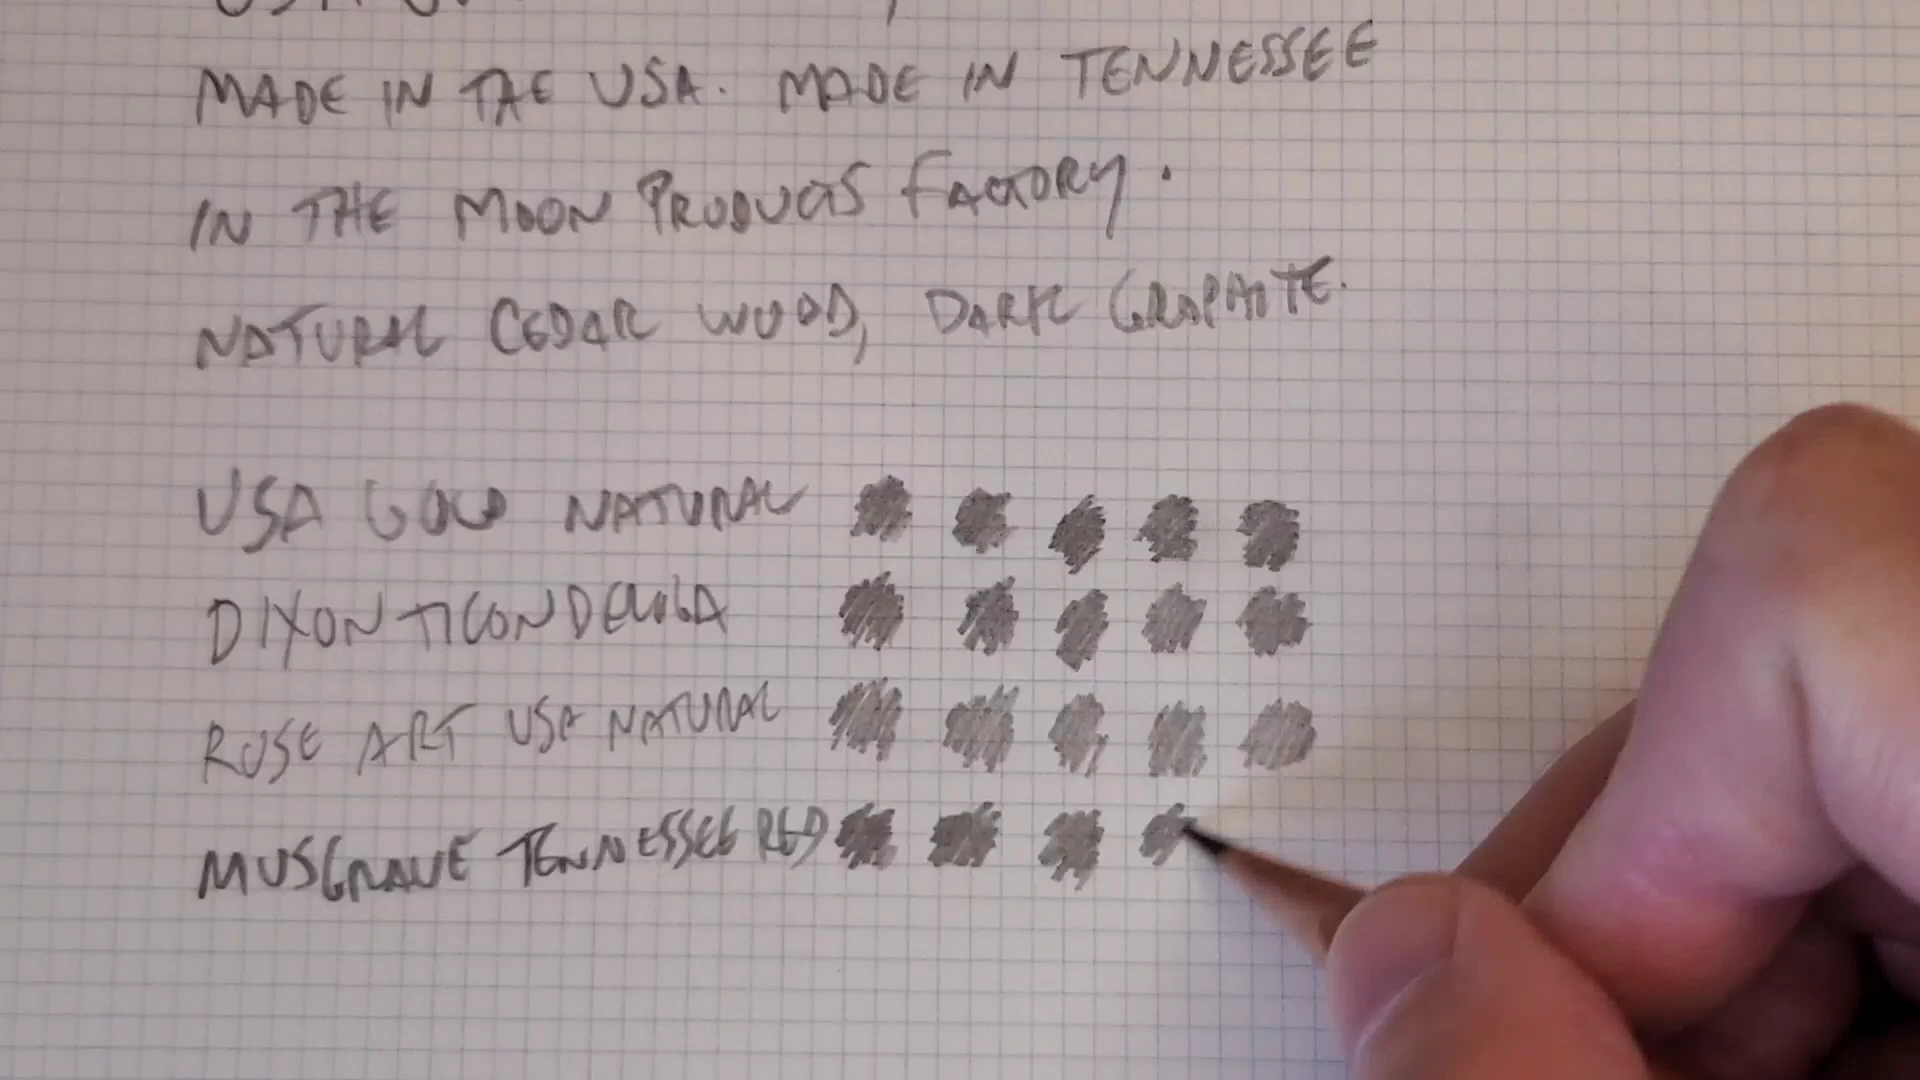 MADE IN THE USA. MADE IN TENNESSEE
IN THE MOON PRODUCTS FACTORY.
NATURAL CEDAR WOOD, DARK GRAPHITE.
USA GOLD NATURAL
DIXON TICONDEROGA
ROSE ART USA NATURAL
MUSGRAVE TENNESSEE RED